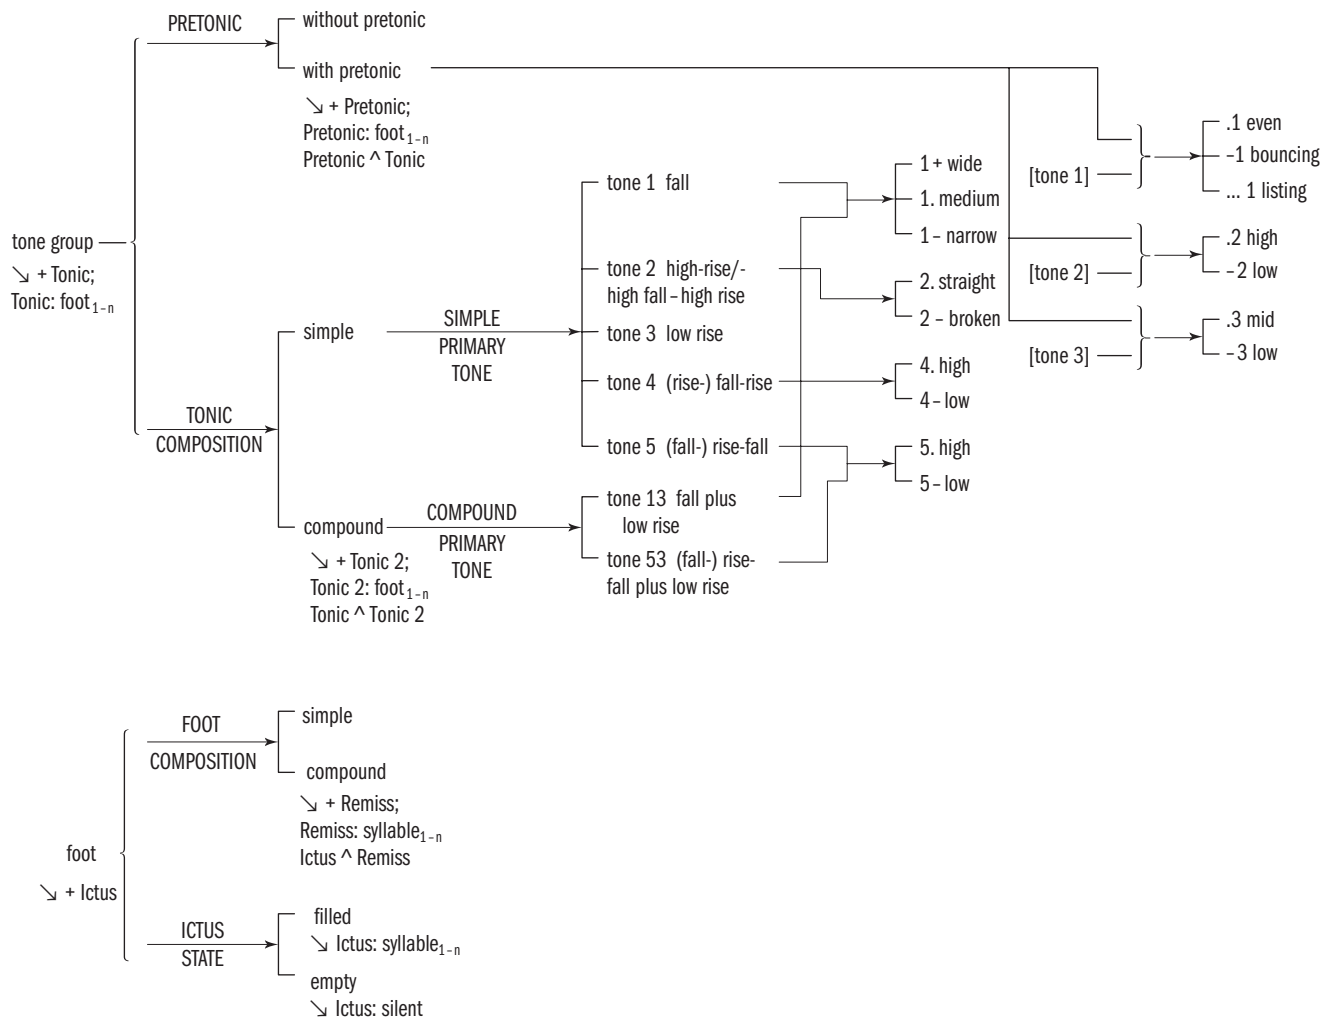 PRETONIC
without pretonic
with pretonic
↘ + Pretonic;
Pretonic: foot1–n
Pretonic ^ Tonic
tone group
↘ + Tonic;
Tonic: foot1–n
TONIC
COMPOSITION
simple
SIMPLE
PRIMARY
TONE
compound
↘ + Tonic 2;
Tonic 2: foot1–n
Tonic ^ Tonic 2
COMPOUND
PRIMARY
TONE
tone 1 fall
tone 2 high-rise/-
high fall – high rise
tone 3 low rise
tone 4 (rise-) fall-rise
tone 5 (fall-) rise-fall
tone 13 fall plus
low rise
tone 53 (fall-) rise-
fall plus low rise
1 + wide
1. medium
1 – narrow
2. straight
2 – broken
4. high
4 – low
5. high
5 – low
[tone 1]
.1 even
–1 bouncing
... 1 listing
[tone 2]
.2 high
–2 low
[tone 3]
.3 mid
–3 low
foot
↘ + Ictus
FOOT
COMPOSITION
simple
compound
↘ + Remiss;
Remiss: syllable1–n
Ictus ^ Remiss
ICTUS
STATE
filled
↘ Ictus: syllable1–n
empty
↘ Ictus: silent